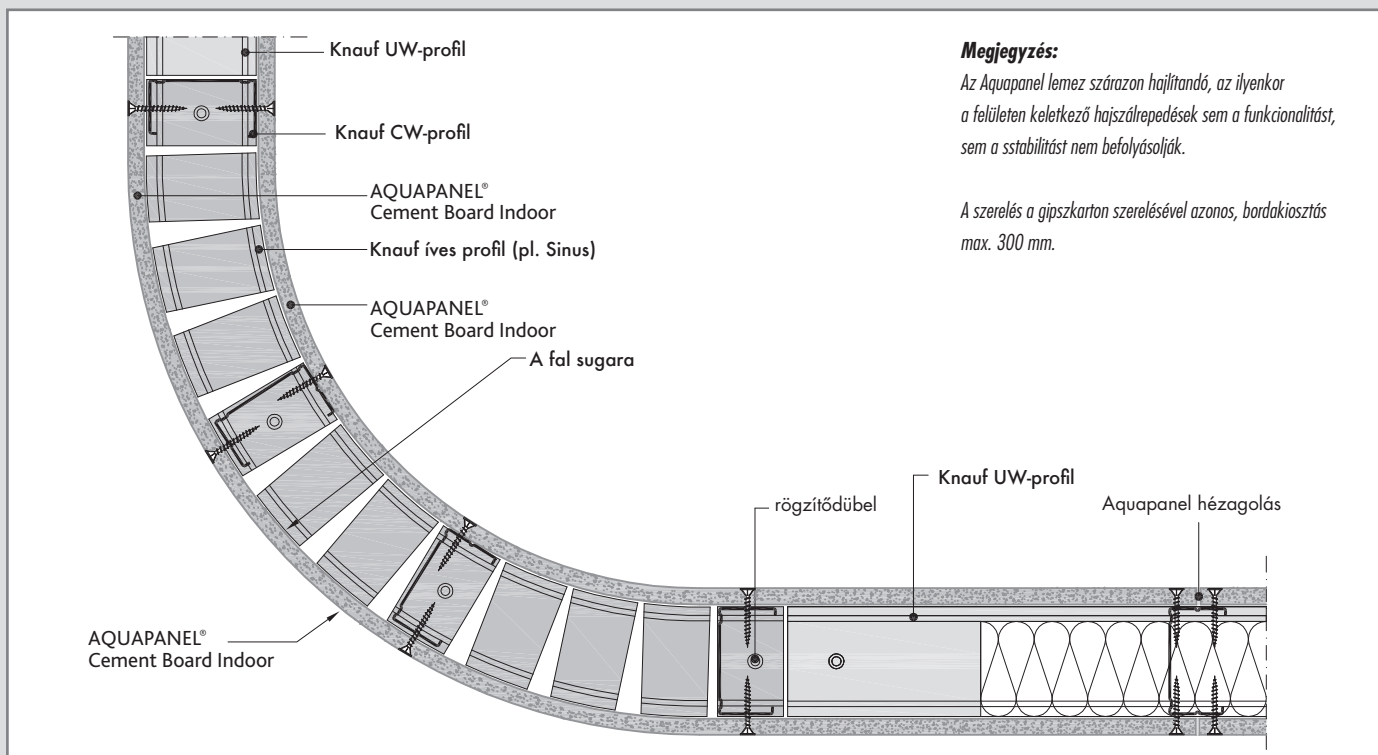 Knauf UW-profil
Knauf CW-profil
AQUAPANEL®
Cement Board Indoor
Knauf íves profil (pl. Sinus)
AQUAPANEL®
Cement Board Indoor
A fal sugara
Megjegyzés:
Az Aquapanel lemez szárazon hajlítandó, az ilyenkor
a felületen keletkező hajszálrepedések sem a funkcionalitást,
sem a sstabilitást nem befolyásolják.
A szerelés a gipszkarton szerelésével azonos, bordakiosztás
max. 300 mm.
Knauf UW-profil
rögzítődübel
Aquapanel hézagolás
AQUAPANEL®
Cement Board Indoor